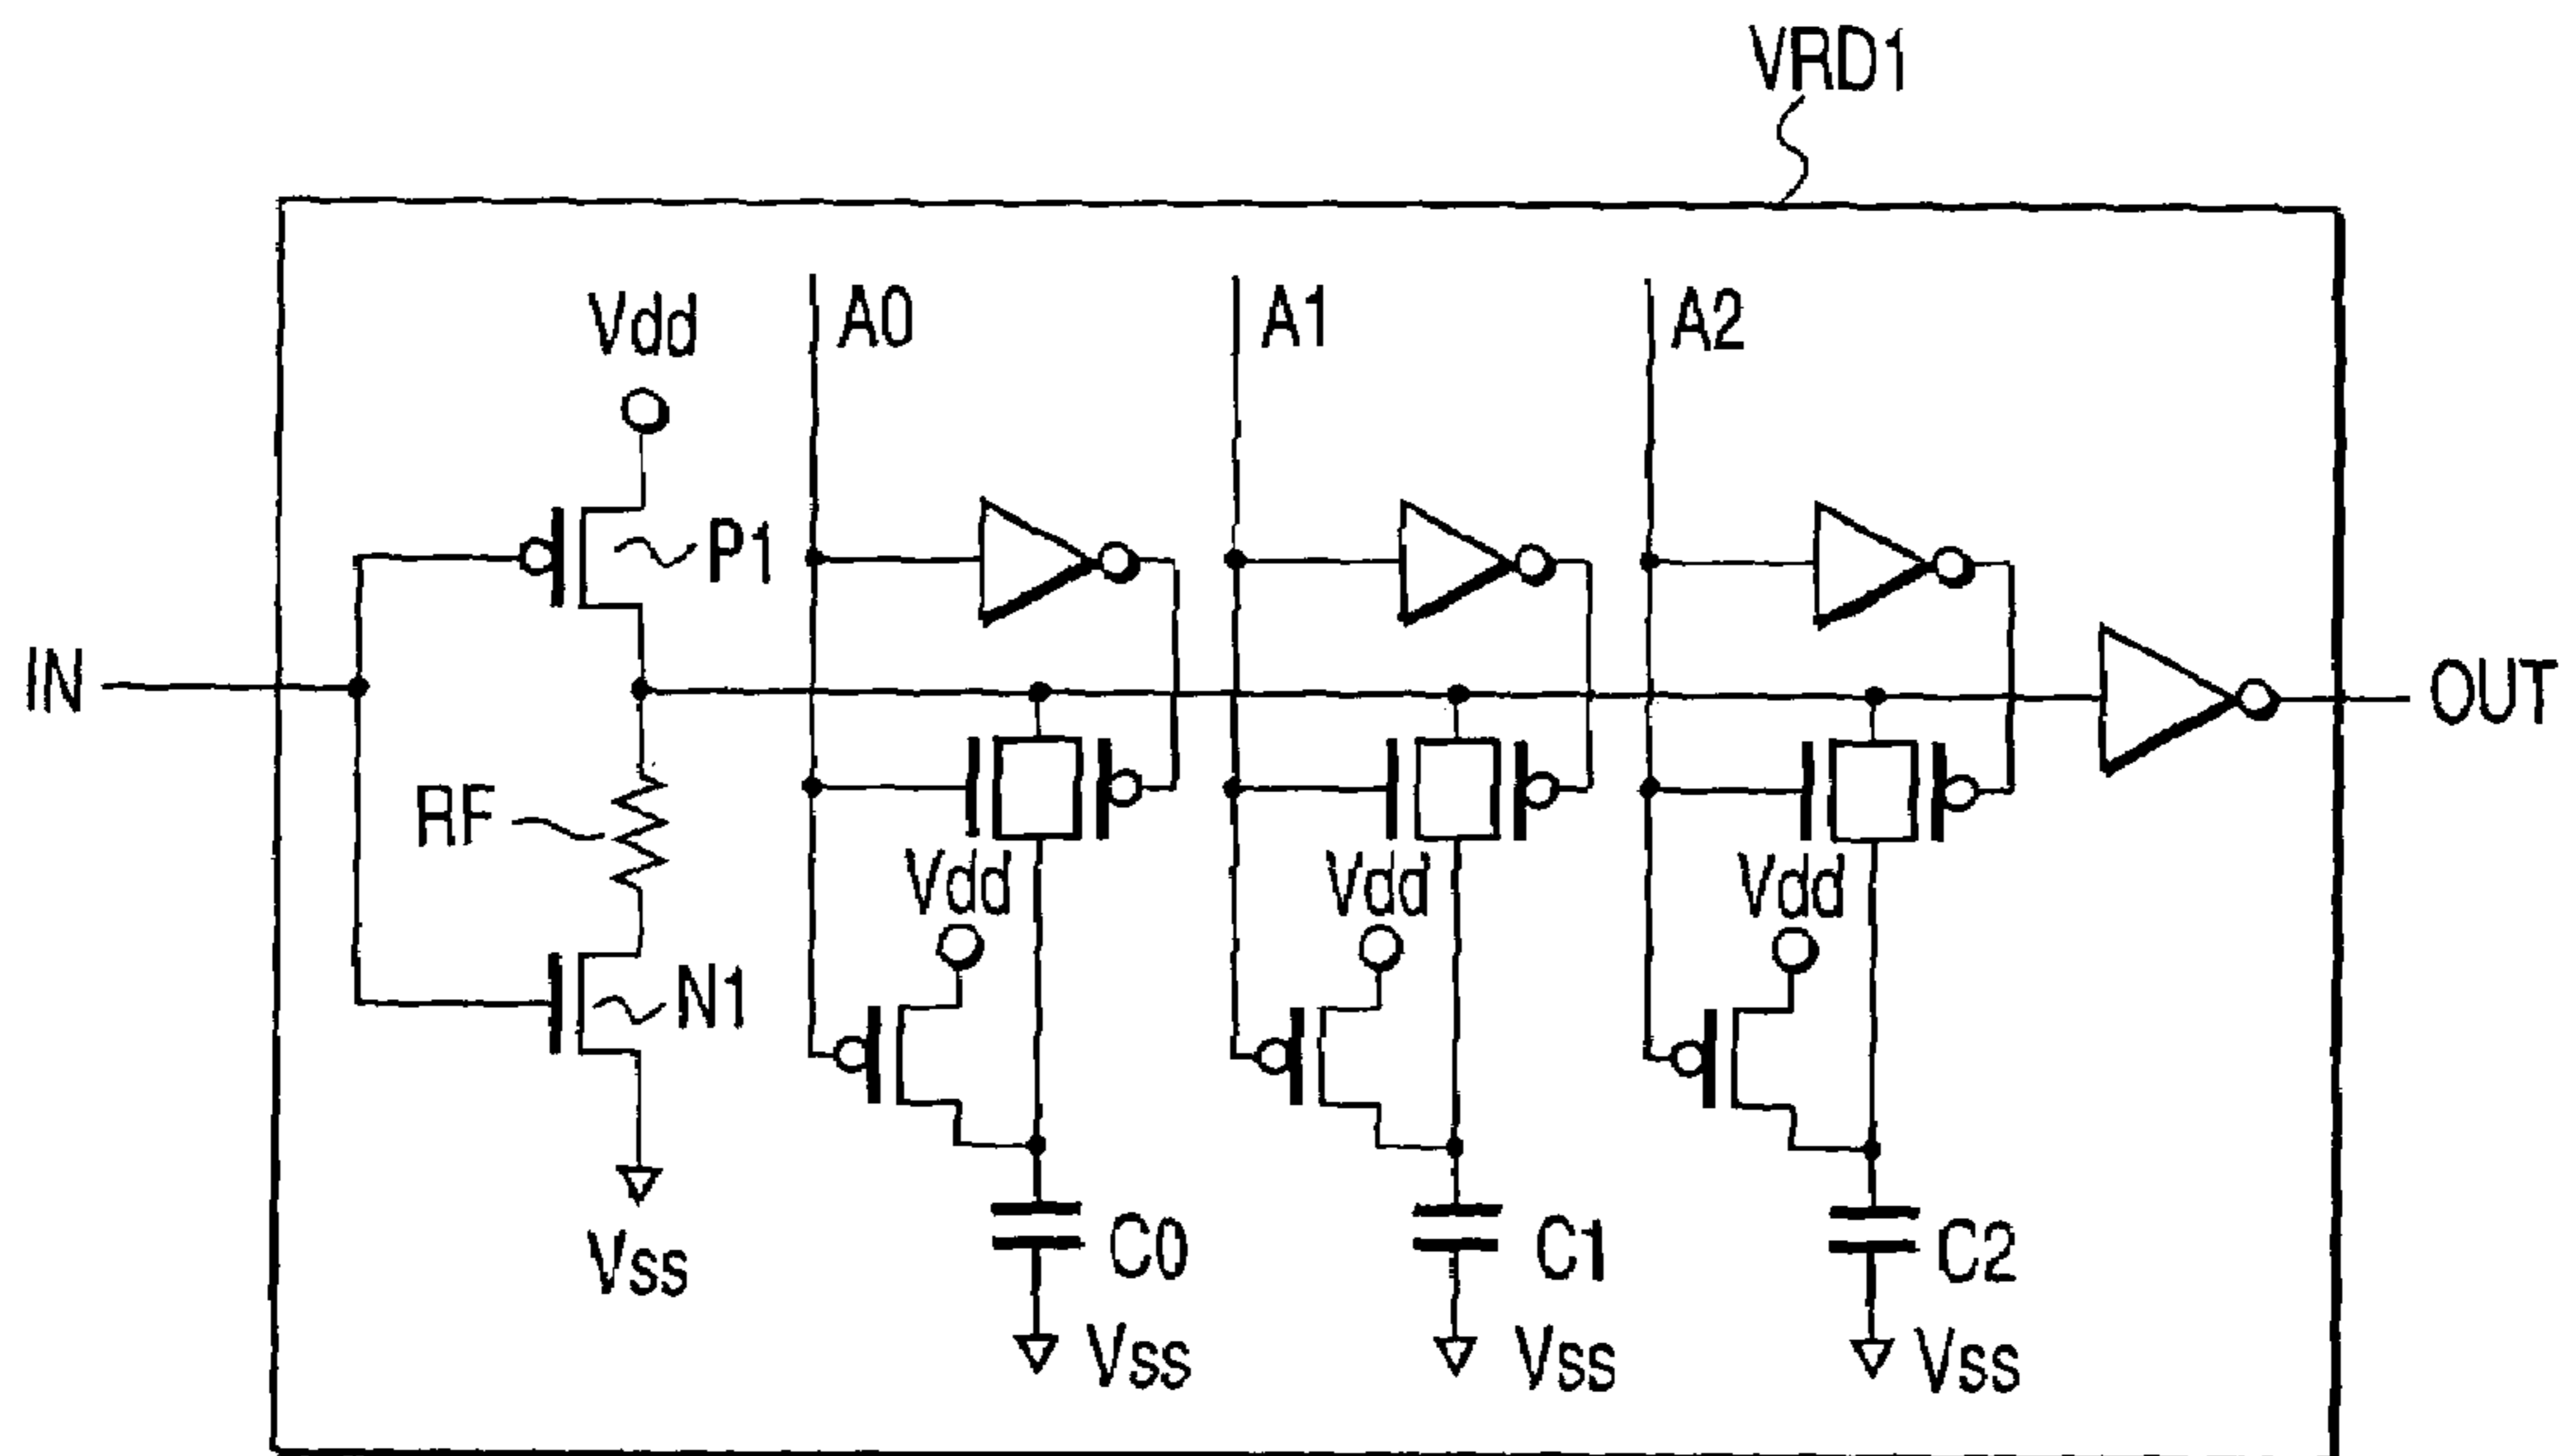 VRD1
Vdd
A0
A1
A2
P1
IN
OUT
RF
Vdd
Vdd
Vdd
N1
Vss
C0
C1
C2
Vss
Vss
Vss